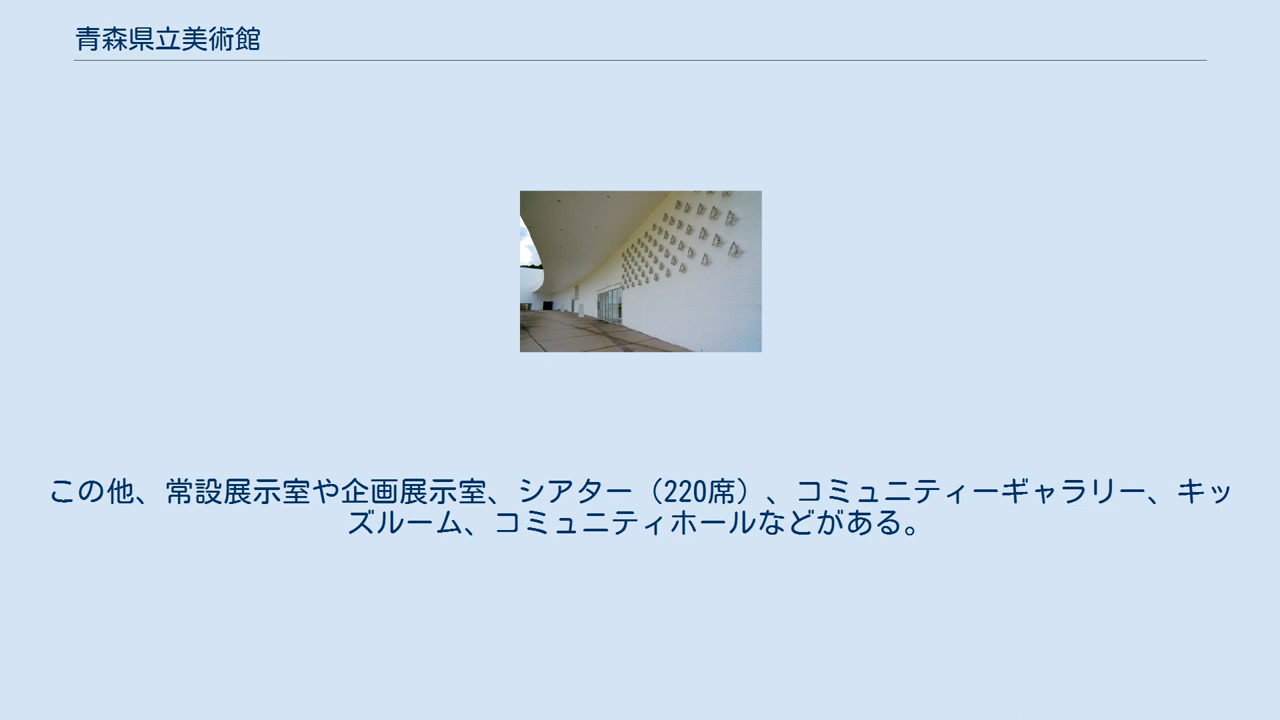 青森県立美術館
この他、常設展示室や企画展示室、シアター（220席）、コミュニティーギャラリー、キッ
ズルーム、コミュニティホールなどがある。